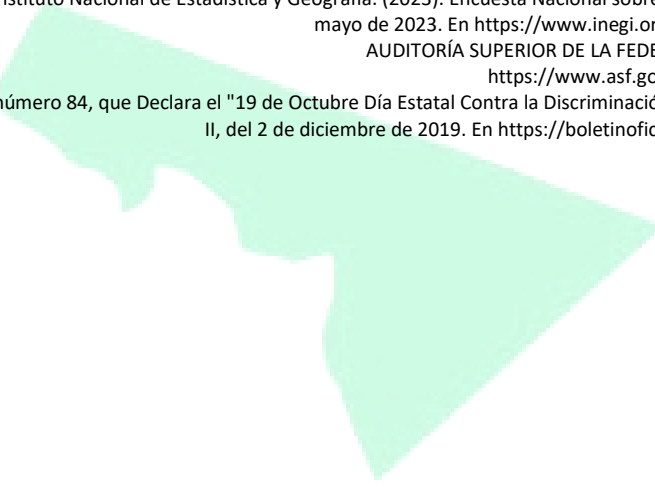 nstituto Nacional de Estadística y Geografía. (2023). Encuesta Nacional sobre
mayo de 2023. En https://www.inegi.or
AUDITORÍA SUPERIOR DE LA FEDE
https://www.asf.go
número 84, que Declara el "19 de Octubre Día Estatal Contra la Discriminació
II, del 2 de diciembre de 2019. En https://boletinofic